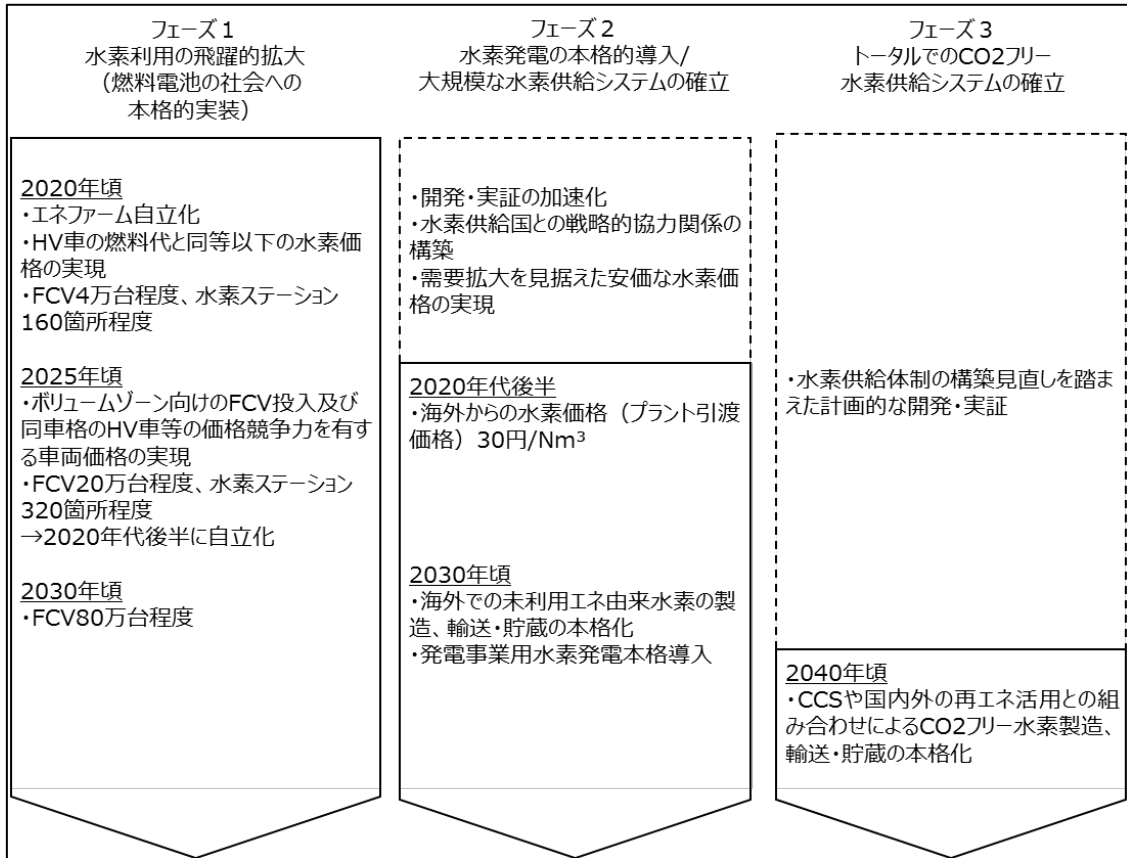 フェーズ1
水素利用の飛躍的拡大
(燃料電池の社会への
本格的実装)
2020年頃
・エネファーム自立化
・HV車の燃料代と同等以下の水素価
格の実現
・FCV4万台程度、水素ステーション
160箇所程度
2025年頃
・ボリュームゾーン向けのFCV投入及び
同車格のHV車等の価格競争力を有す
る車両価格の実現
・FCV20万台程度、水素ステーション
320箇所程度
→2020年代後半に自立化
2030年頃
・FCV80万台程度
フェーズ2
水素発電の本格的導入/
大規模な水素供給システムの確立
・開発・実証の加速化
・水素供給国との戦略的協力関係の
構築
・需要拡大を見据えた安価な水素価
格の実現
2020年代後半
・海外からの水素価格（プラント引渡
価格）30円/Nm³
2030年頃
・海外での未利用エネ由来水素の製
造、輸送・貯蔵の本格化
・発電事業用水素発電本格導入
フェーズ3
トータルでのCO2フリー
水素供給システムの確立
・水素供給体制の構築見直しを踏ま
えた計画的な開発・実証
2040年頃
・CCSや国内外の再エネ活用との組
み合わせによるCO2フリー水素製造、
輸送・貯蔵の本格化